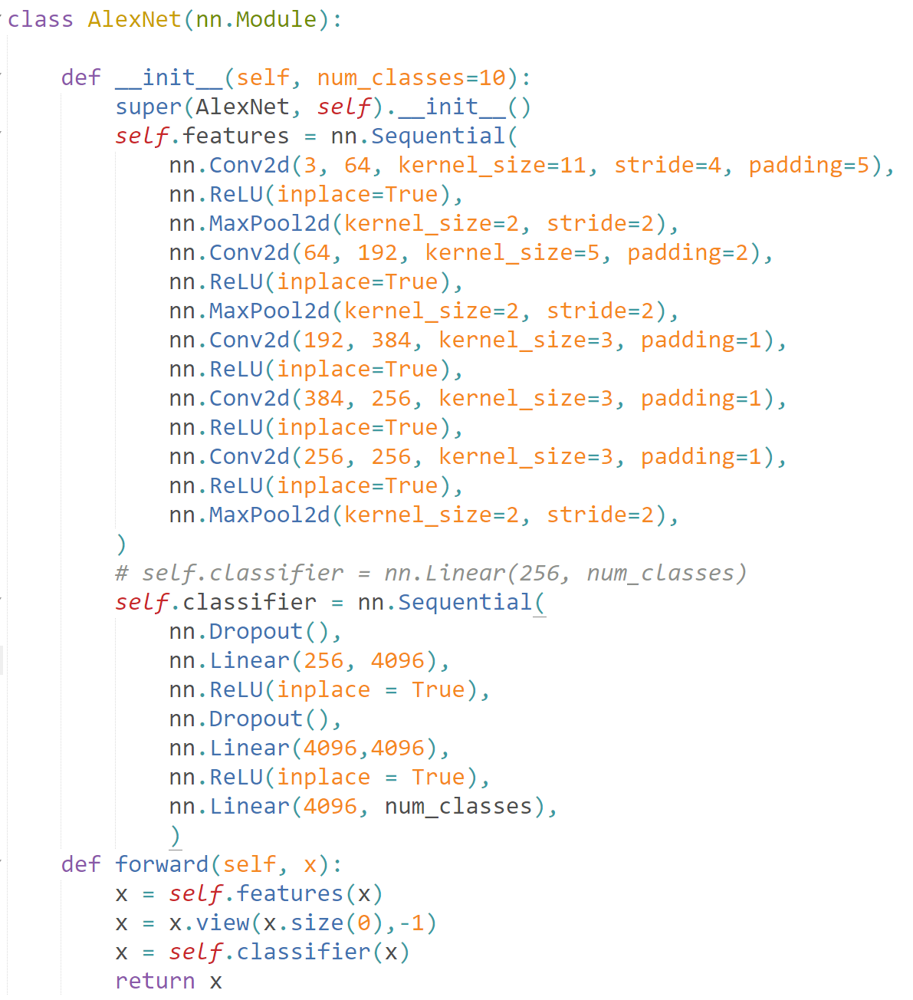 class AlexNet(nn.Module):
    def __init__(self, num_classes=10):
        super(AlexNet, self).__init__()
        self.features = nn.Sequential(
            nn.Conv2d(3, 64, kernel_size=11, stride=4, padding=5),
            nn.ReLU(inplace=True),
            nn.MaxPool2d(kernel_size=2, stride=2),
            nn.Conv2d(64, 192, kernel_size=5, padding=2),
            nn.ReLU(inplace=True),
            nn.MaxPool2d(kernel_size=2, stride=2),
            nn.Conv2d(192, 384, kernel_size=3, padding=1),
            nn.ReLU(inplace=True),
            nn.Conv2d(384, 256, kernel_size=3, padding=1),
            nn.ReLU(inplace=True),
            nn.Conv2d(256, 256, kernel_size=3, padding=1),
            nn.ReLU(inplace=True),
            nn.MaxPool2d(kernel_size=2, stride=2),
        )
        # self.classifier = nn.Linear(256, num_classes)
        self.classifier = nn.Sequential(
            nn.Dropout(),
            nn.Linear(256, 4096),
            nn.ReLU(inplace = True),
            nn.Dropout(),
            nn.Linear(4096,4096),
            nn.ReLU(inplace = True),
            nn.Linear(4096, num_classes),
            )
    def forward(self, x):
        x = self.features(x)
        x = x.view(x.size(0),-1)
        x = self.classifier(x)
        return x